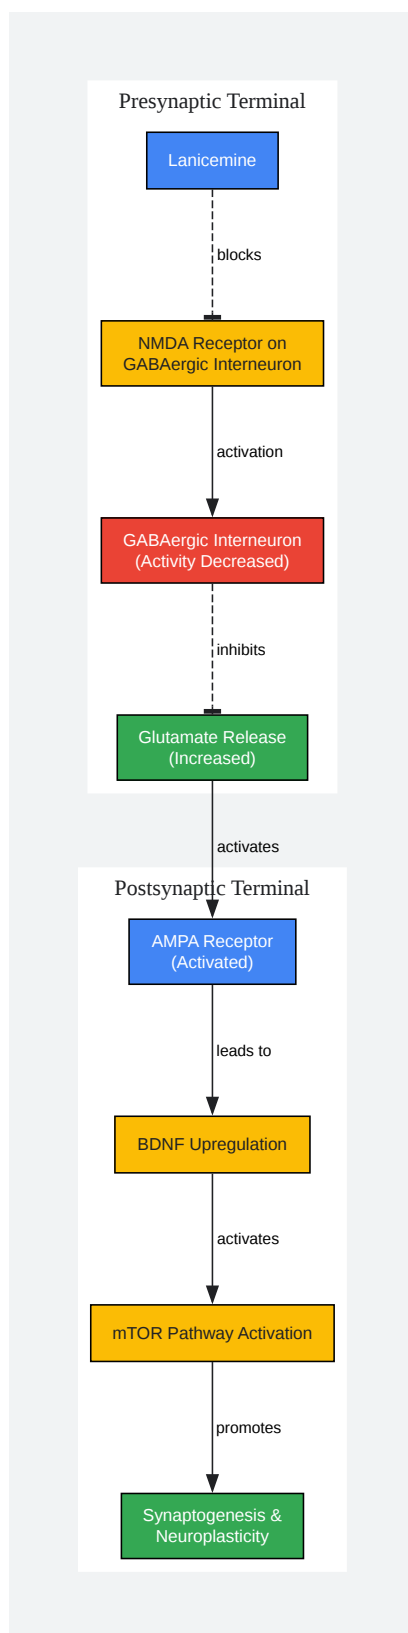 Presynaptic Terminal
Lanicemine
blocks
NMDA Receptor on
GABAergic Interneuron
activation
GABAergic Interneuron
(Activity Decreased)
inhibits
Glutamate Release
(Increased)
activates
Postsynaptic Terminal
AMPA Receptor
(Activated)
leads to
BDNF Upregulation
activates
mTOR Pathway Activation
promotes
Synaptogenesis &
Neuroplasticity